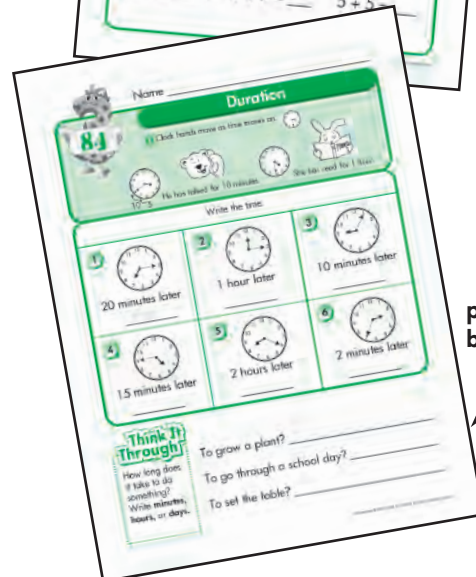 5 + 5 =
Name
Duration
84
Clock hands move as time moves on.
He has talked for 10 minutes.
She has read for 1 hour.
Write the time.
1
2
3
20 minutes later
1 hour later
10 minutes later
4
5
6
15 minutes later
2 hours later
2 minutes later
Think It
Through
How long does
it take to do
something?
Write minutes,
hours, or days.
To grow a plant?
To go through a school day?
To set the table?
p
b